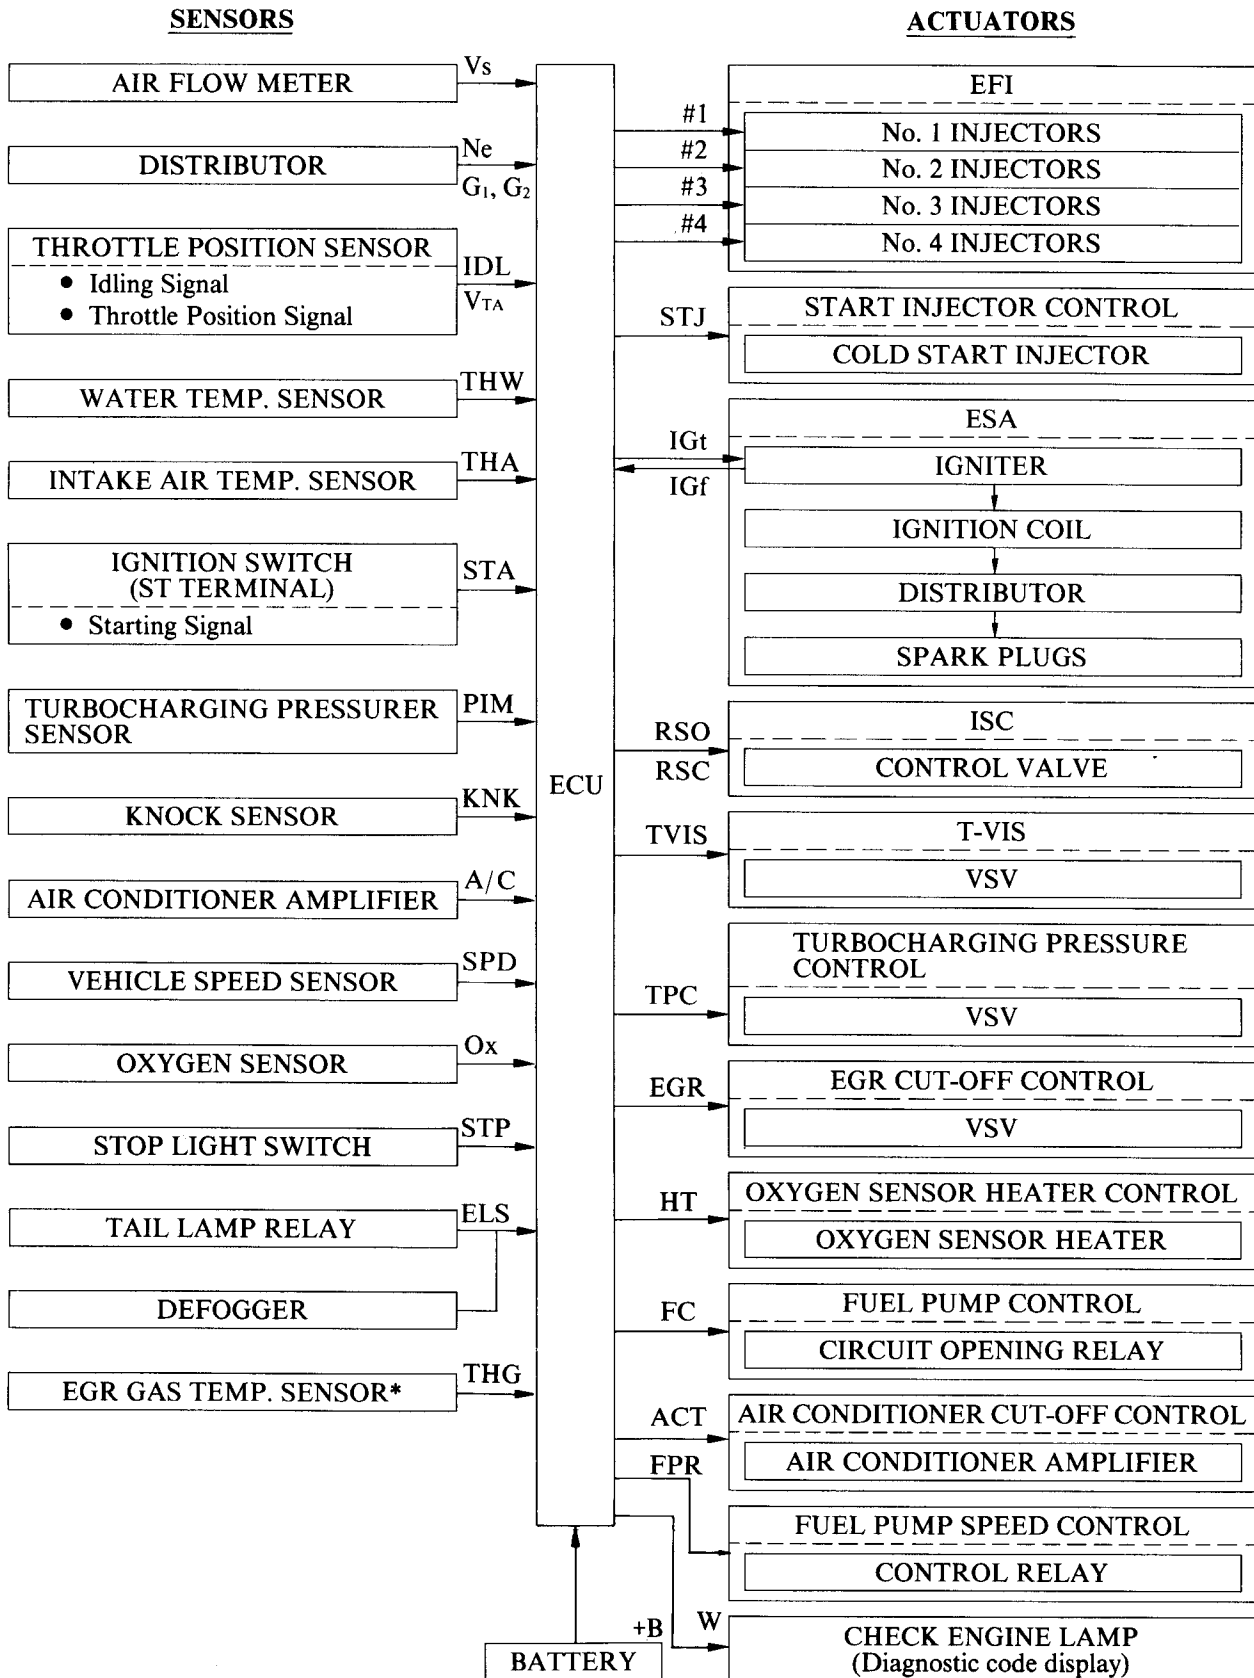 SENSORS
AIR FLOW METER
Vs
DISTRIBUTOR
Ne
G1, G2
THROTTLE POSITION SENSOR
● Idling Signal
● Throttle Position Signal
IDL
VTA
WATER TEMP. SENSOR
THW
INTAKE AIR TEMP. SENSOR
THA
IGNITION SWITCH
(ST TERMINAL)
● Starting Signal
STA
TURBOCHARGING PRESSURER
SENSOR
PIM
KNOCK SENSOR
KNK
AIR CONDITIONER AMPLIFIER
A/C
VEHICLE SPEED SENSOR
SPD
OXYGEN SENSOR
Ox
STOP LIGHT SWITCH
STP
TAIL LAMP RELAY
ELS
DEFOGGER
EGR GAS TEMP. SENSOR*
THG
ECU
+B
BATTERY
ACTUATORS
EFI
#1
No. 1 INJECTORS
#2
No. 2 INJECTORS
#3
No. 3 INJECTORS
#4
No. 4 INJECTORS
START INJECTOR CONTROL
STJ
COLD START INJECTOR
ESA
IGt
IGf
IGNITER
IGNITION COIL
DISTRIBUTOR
SPARK PLUGS
ISC
RSO
RSC
CONTROL VALVE
T-VIS
TVIS
VSV
TURBOCHARGING PRESSURE
CONTROL
TPC
VSV
EGR CUT-OFF CONTROL
EGR
VSV
OXYGEN SENSOR HEATER CONTROL
HT
OXYGEN SENSOR HEATER
FUEL PUMP CONTROL
FC
CIRCUIT OPENING RELAY
AIR CONDITIONER CUT-OFF CONTROL
ACT
AIR CONDITIONER AMPLIFIER
FPR
FUEL PUMP SPEED CONTROL
CONTROL RELAY
W
CHECK ENGINE LAMP
(Diagnostic code display)